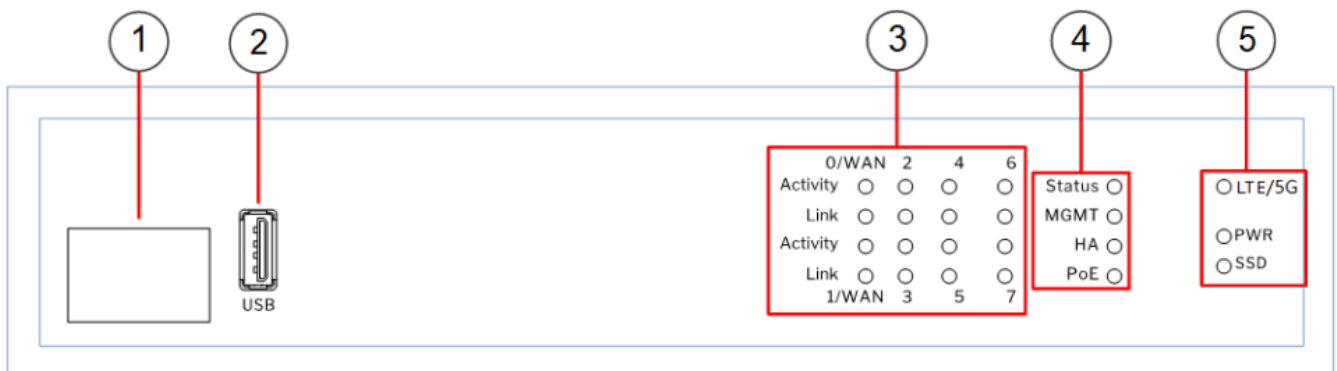 1 2 3 4 5
0/WAN 2 4 6
Activity
Link
Activity
Link
1/WAN 3 5 7
Status
MGMT
HA
PoE
LTE/5G
PWR
SSD
USB